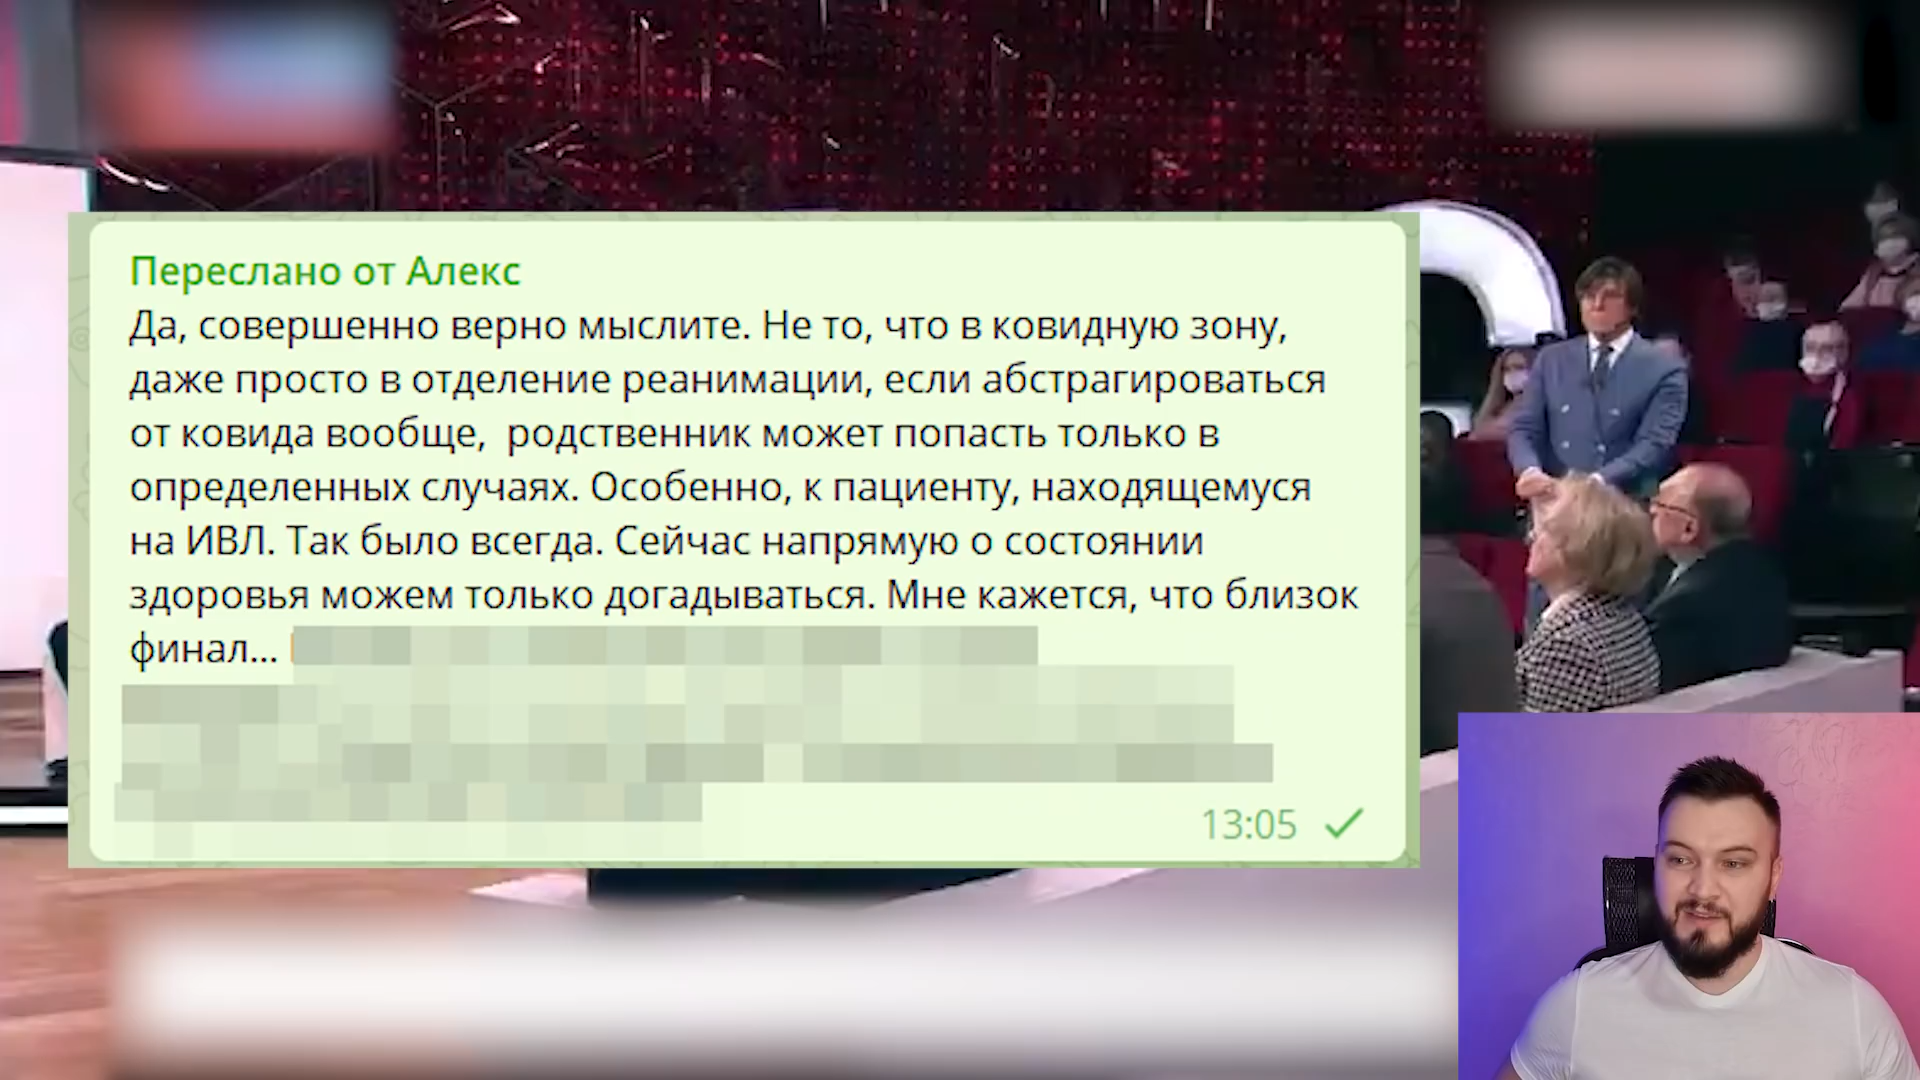 Переслано от Алекс
Да, совершенно верно мыслите. Не то, что в ковидную зону,
даже просто в отделение реанимации, если абстрагироваться
от ковида вообще,  родственник может попасть только в
определенных случаях. Особенно, к пациенту, находящемуся
на ИВЛ. Так было всегда. Сейчас напрямую о состоянии
здоровья можем только догадываться. Мне кажется, что близок
финал...
13:05